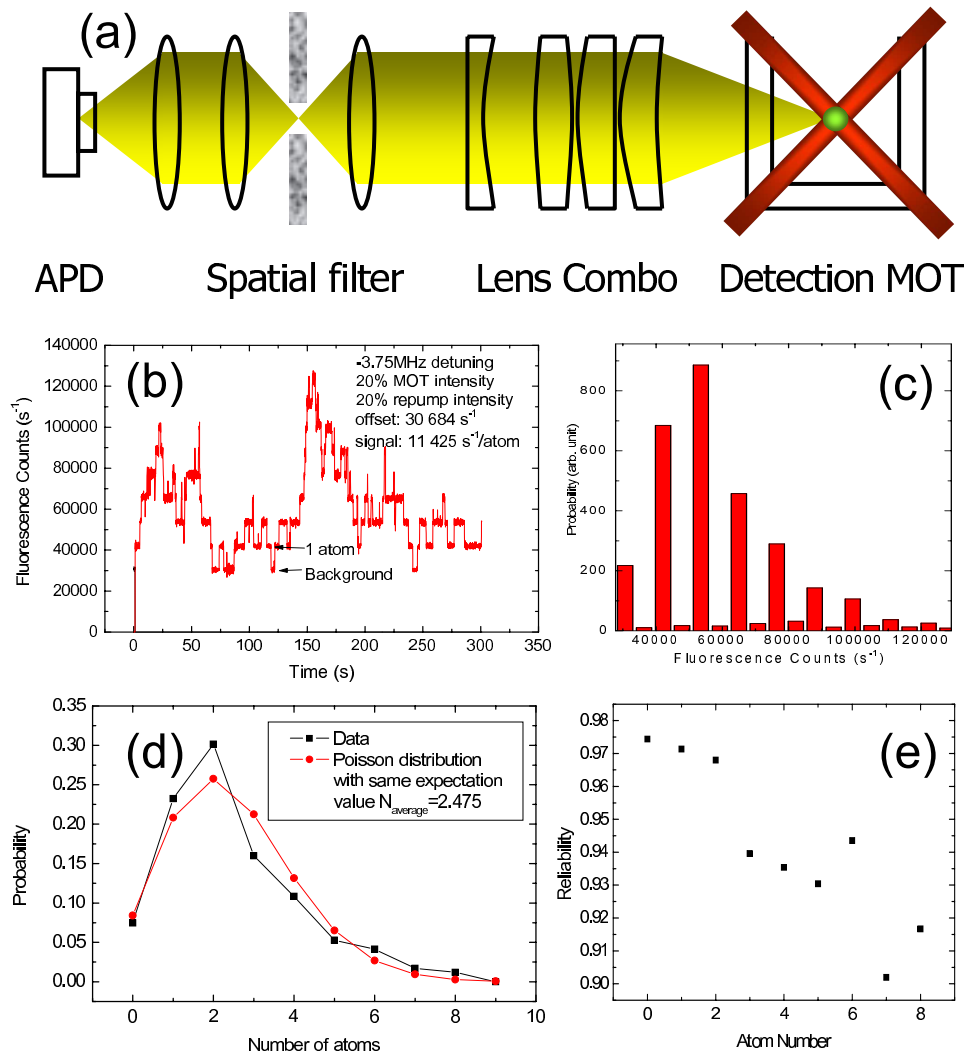 (a)
APD
Spatial filter
Lens Combo
Detection MOT
(b)
140000
120000
100000
80000
60000
40000
20000
0
Fluorescence Counts (s⁻¹)
-3.75MHz detuning
20% MOT intensity
20% repump intensity
offset: 30 684 s⁻¹
signal: 11 425 s⁻¹/atom
1 atom
Background
0 50 100 150 200 250 300 350
Time (s)
(c)
800
600
400
200
0
Probability (arb. unit)
40000 60000 80000 100000 120000
Fluorescence Counts (s⁻¹)
(d)
0.35
0.30
0.25
0.20
0.15
0.10
0.05
0.00
Probability
Data
Poisson distribution
with same expectation
value N average=2.475
0 2 4 6 8 10
Number of atoms
(e)
0.98
0.97
0.96
0.95
0.94
0.93
0.92
0.91
0.90
Reliability
0 2 4 6 8
Atom Number